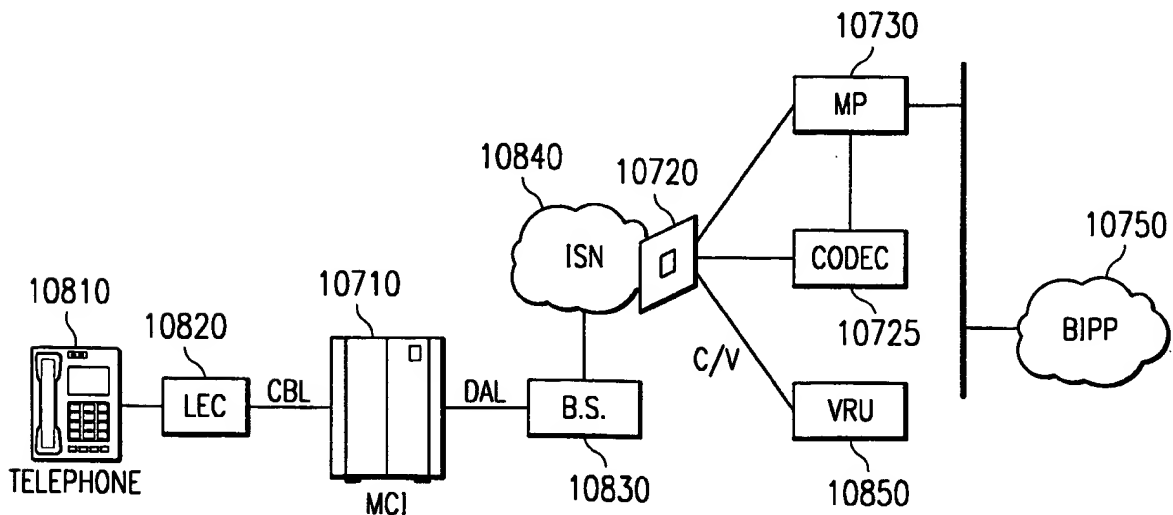 10730
MP
10840
10720
ISN
CODEC
10725
10750
BIPP
10810
10820
10710
LEC
CBL
DAL
B.S.
C/V
VRU
TELEPHONE
MCI
10830
10850